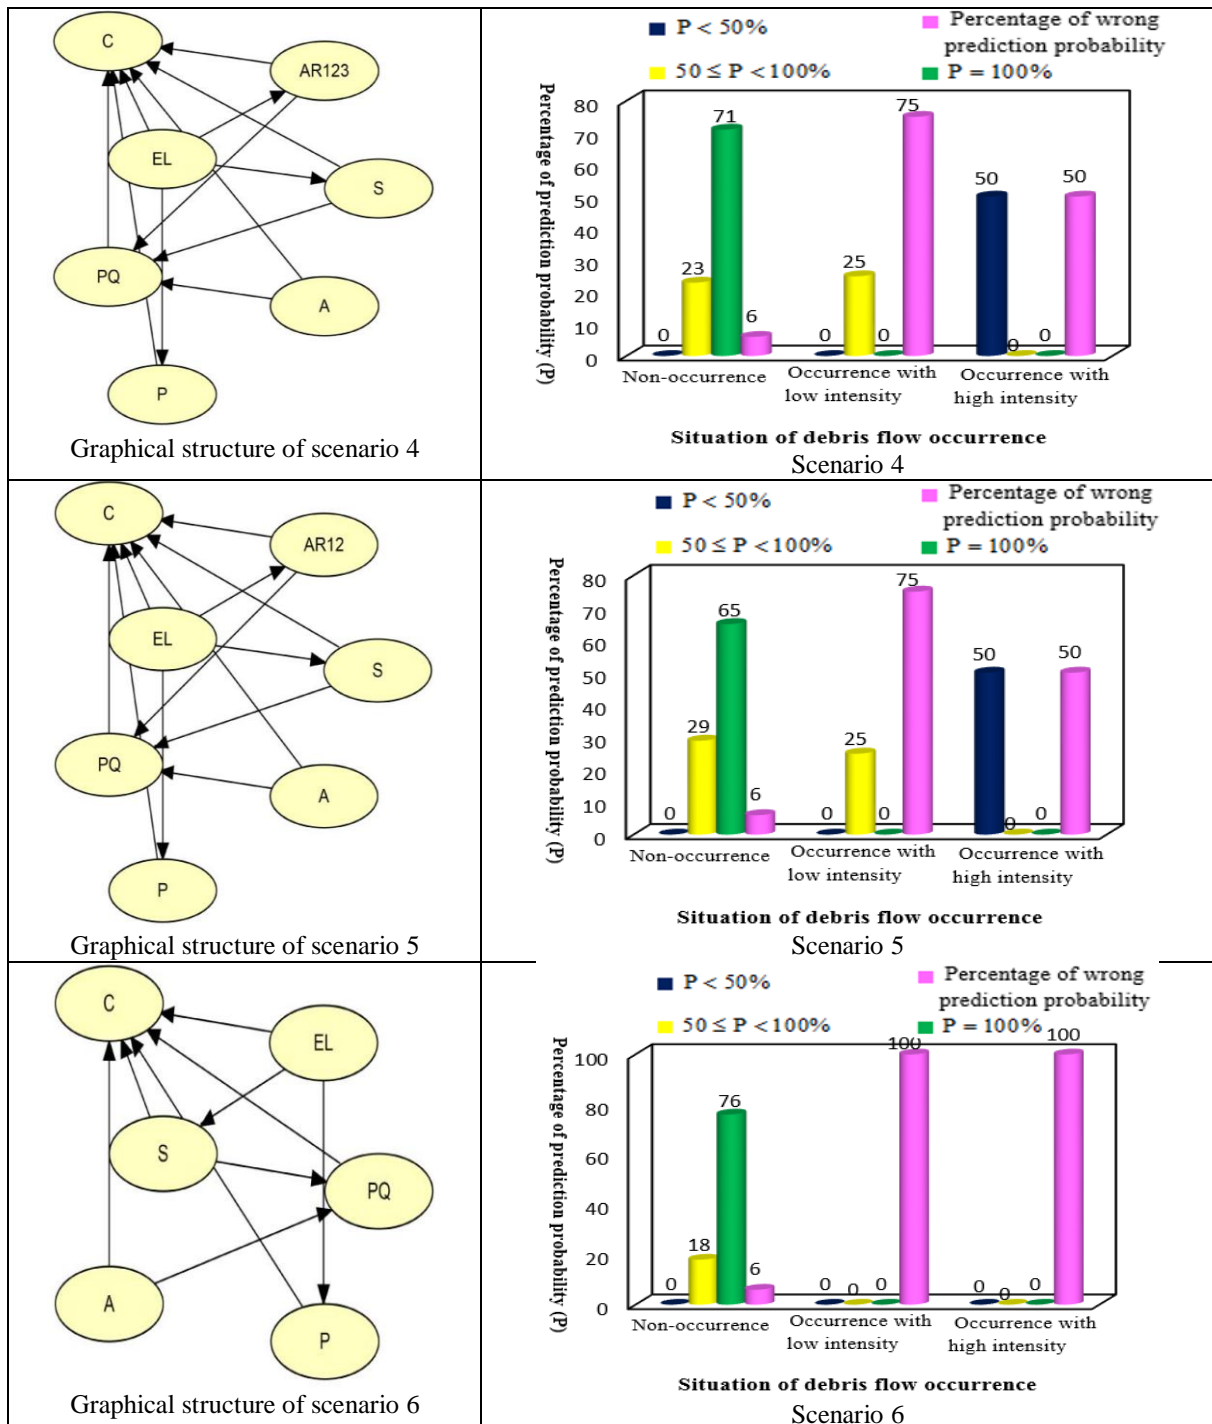 C
AR123
EL
S
PQ
A
P
Graphical structure of scenario 4
P < 50%
Percentage of wrong
prediction probability
50 ≤ P <100%
P = 100%
Percentage of prediction probability (P)
80
70
60
50
40
30
20
10
0
0
23
71
6
0
25
0
75
50
0
0
50
Non-occurrence
Occurrence with
low intensity
Occurrence with
high intensity
Situation of debris flow occurrence
Scenario 4
C
AR12
EL
S
PQ
A
P
Graphical structure of scenario 5
P < 50%
Percentage of wrong
prediction probability
50 ≤ P <100%
P = 100%
Percentage of prediction probability (P)
80
70
60
50
40
30
20
10
0
0
29
65
6
0
25
0
75
50
0
0
50
Non-occurrence
Occurrence with
low intensity
Occurrence with
high intensity
Situation of debris flow occurrence
Scenario 5
C
EL
S
PQ
A
P
Graphical structure of scenario 6
P < 50%
Percentage of wrong
prediction probability
50 ≤ P <100%
P = 100%
Percentage of prediction probability (P)
100
80
60
40
20
0
0
18
76
6
0
0
0
100
0
0
0
100
Non-occurrence
Occurrence with
low intensity
Occurrence with
high intensity
Situation of debris flow occurrence
Scenario 6